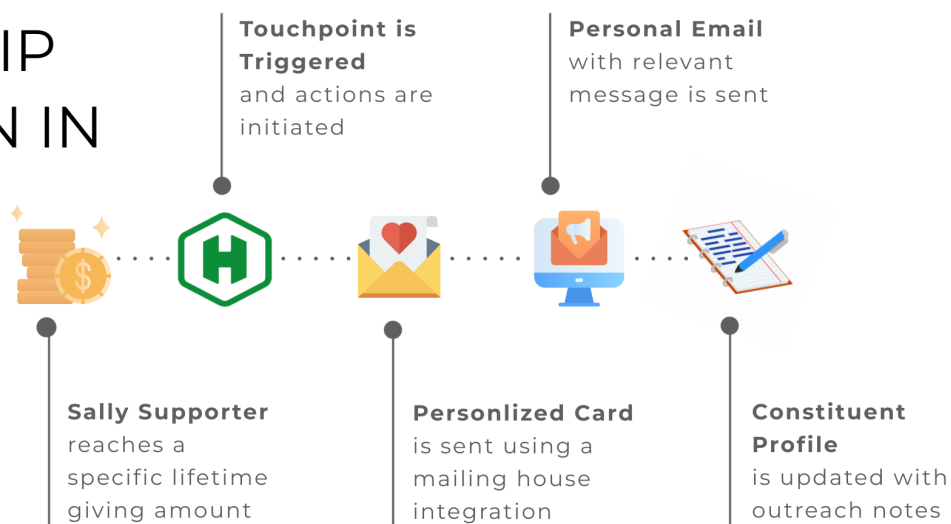 IP
N IN
Touchpoint is
Triggered
and actions are
initiated
Personal Email
with relevant
message is sent
Sally Supporter
reaches a
specific lifetime
giving amount
Personlized Card
is sent using a
mailing house
integration
Constituent
Profile
is updated with
outreach notes